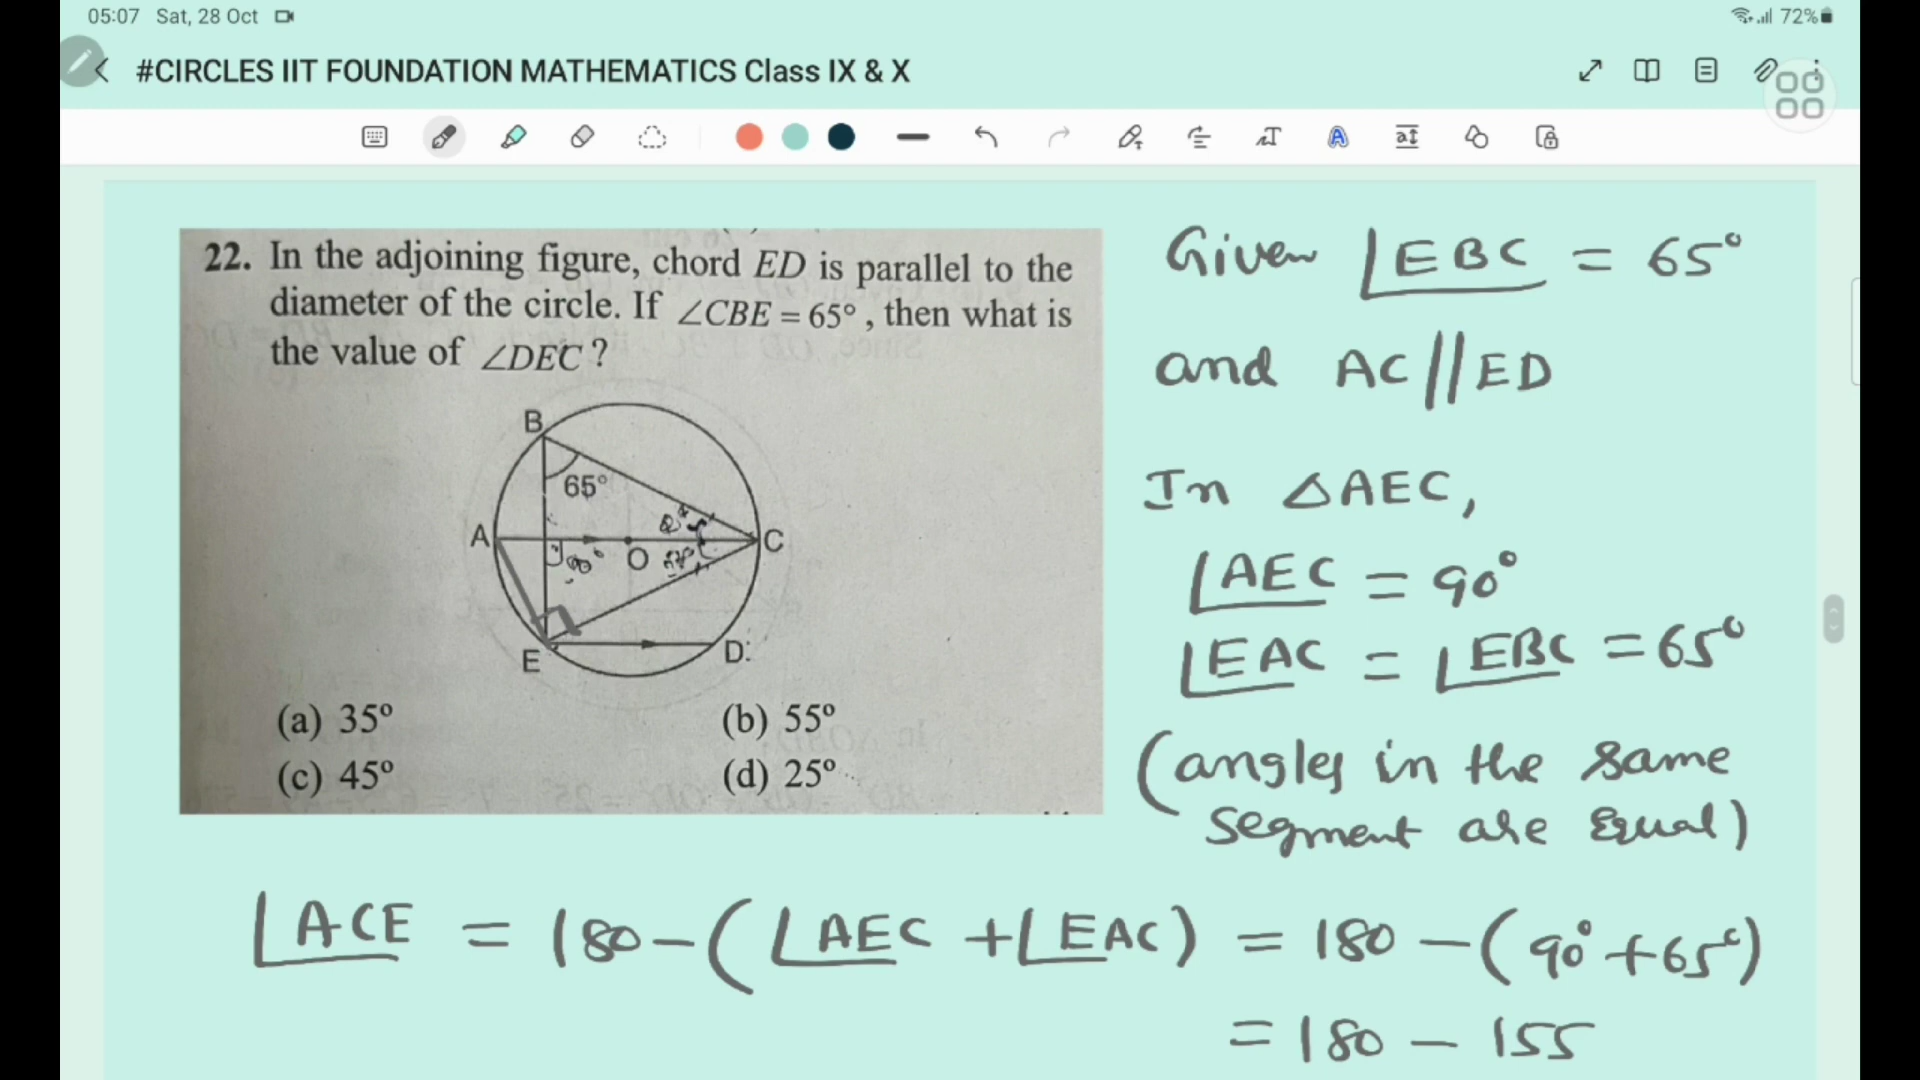 05:07 Sat, 28 Oct
72%
#CIRCLES IIT FOUNDATION MATHEMATICS Class IX & X
22. In the adjoining figure, chord ED is parallel to the
diameter of the circle. If ∠CBE = 65°, then what is
the value of ∠DEC ?
B
65°
A
O
C
90°
E
D
(a) 35° (b) 55°
(c) 45° (d) 25°
Given ∠EBC = 65°
and AC // ED
In △AEC,
∠AEC = 90°
∠EAC = ∠EBC = 65°
(angles in the same
segment are Equal)
∠ACE = 180 - (∠AEC + ∠EAC) = 180 - (90° + 65°)
= 180 - 155